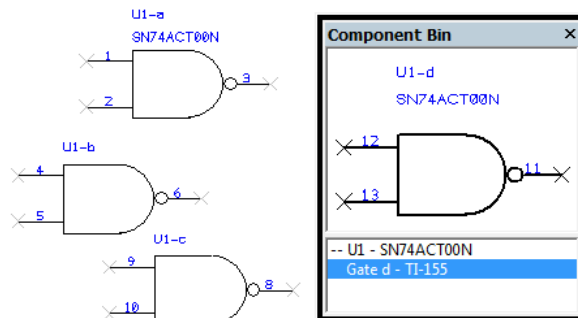 U1-a
SN74ACT00N
1
3
2
U1-b
4
6
5
U1-c
9
8
10
Component Bin ×
U1-d
SN74ACT00N
12
11
13
-- U1 - SN74ACT00N
Gate d - TI-155